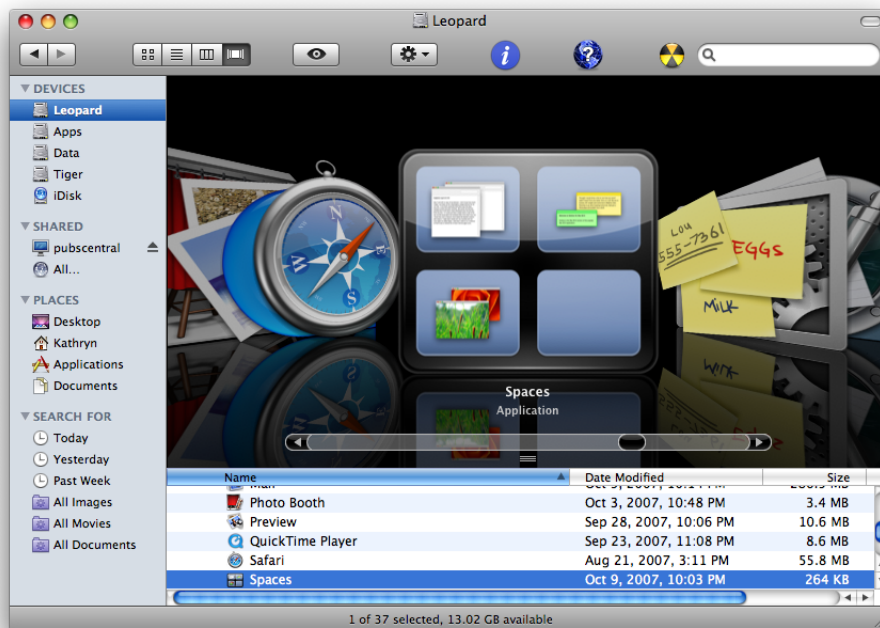 Leopard
DEVICES
Leopard
Apps
Data
Tiger
iDisk
SHARED
pubscentral
All...
PLACES
Desktop
Kathryn
Applications
Documents
SEARCH FOR
Today
Yesterday
Past Week
All Images
All Movies
All Documents
N
E
S
W
LOU
555-7361
EGGS
MILK
Spaces
Application
Name Date Modified Size
Photo Booth Oct 3, 2007, 10:48 PM 3.4 MB
Preview Sep 28, 2007, 10:06 PM 10.6 MB
QuickTime Player Sep 23, 2007, 11:08 PM 8.6 MB
Safari Aug 21, 2007, 3:11 PM 55.8 MB
Spaces Oct 9, 2007, 10:03 PM 264 KB
1 of 37 selected, 13.02 GB available